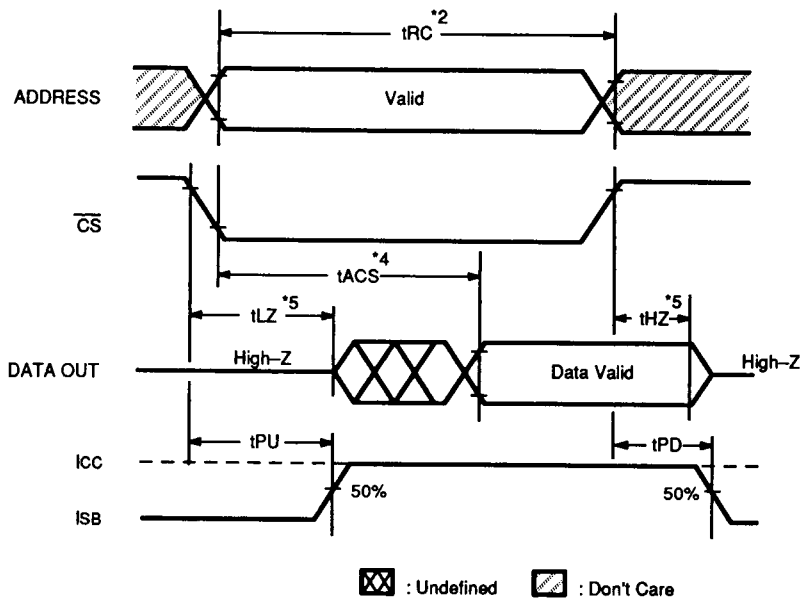 tRC*2
ADDRESS
Valid
CS
tACS*4
tLZ*5
tHZ*5
DATA OUT
High–Z
Data Valid
High–Z
tPU
tPD
ICC
50%
50%
ISB
: Undefined
: Don't Care